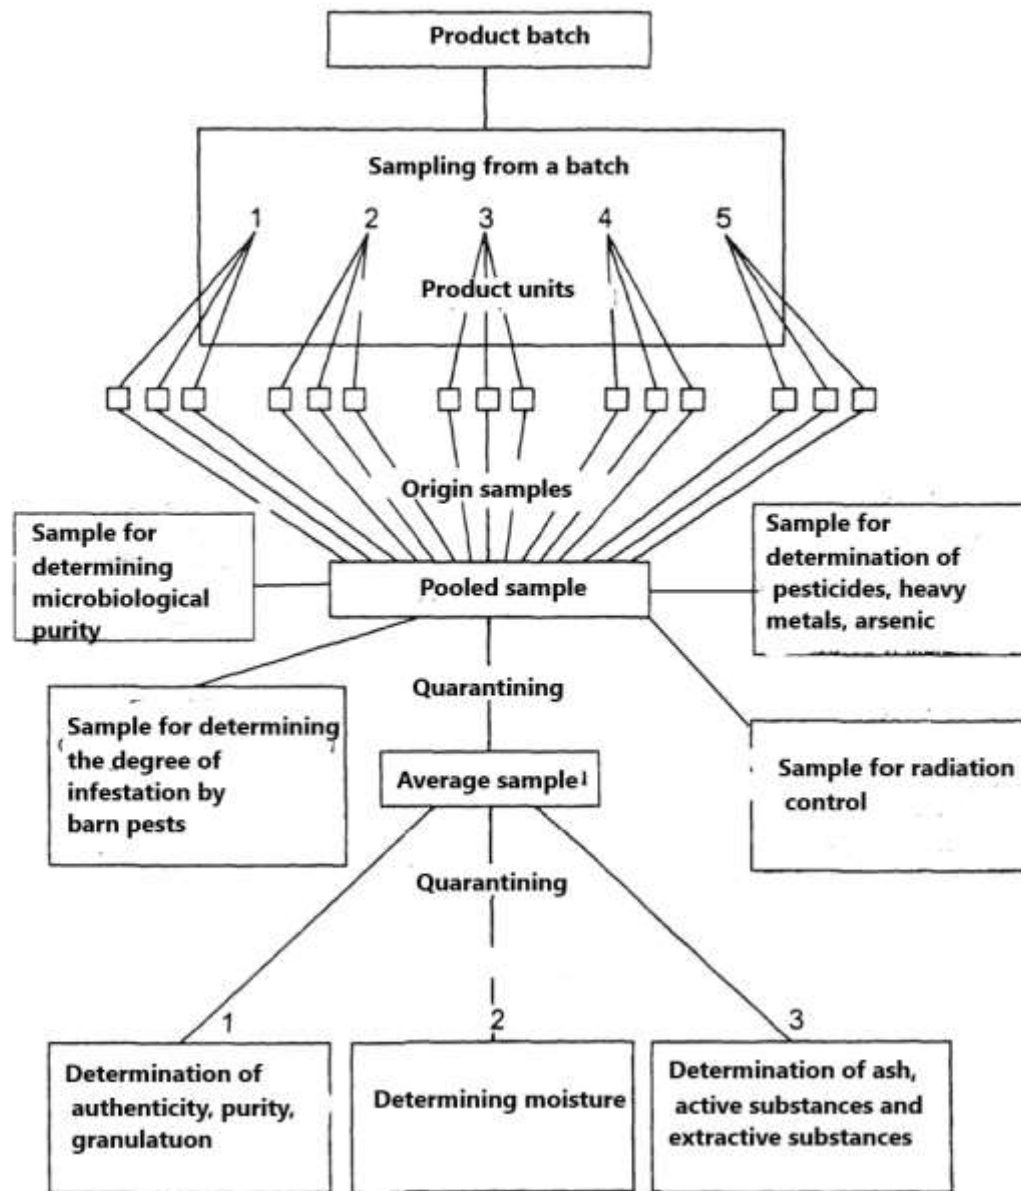 Product batch
Sampling from a batch
1 2 3 4 5
Product units
Origin samples
Sample for
determining
microbiological
purity
Pooled sample
Sample for
determination of
pesticides, heavy
metals, arsenic
Quarantining
Sample for determining
the degree of
infestation by
barn pests
Average sample
Sample for radiation
control
Quarantining
1
2
3
Determination of
authenticity, purity,
granulatuon
Determining moisture
Determination of ash,
active substances and
extractive substances